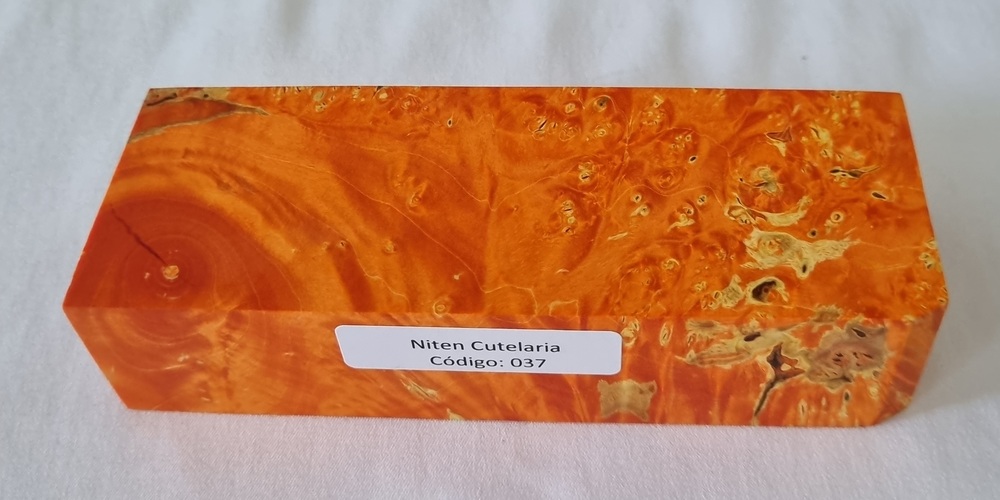 Niten Cutelaria
Código: 037